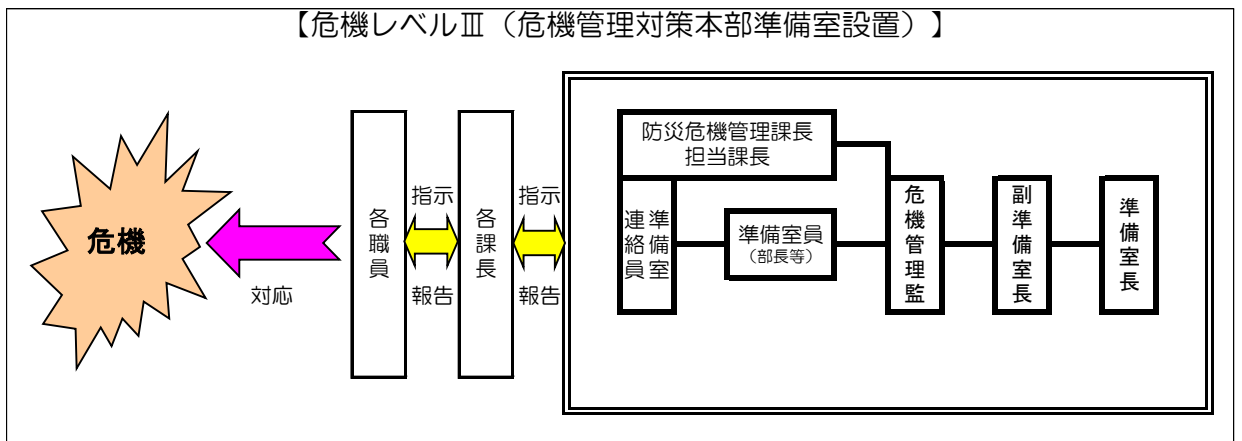 【危機レベルⅢ（危機管理対策本部準備室設置）】
危機
対応
各職員
指示
報告
各課長
指示
報告
防災危機管理課長
担当課長
準備室
連絡員
準備室員
（部長等）
危機管理監
副準備室長
準備室長